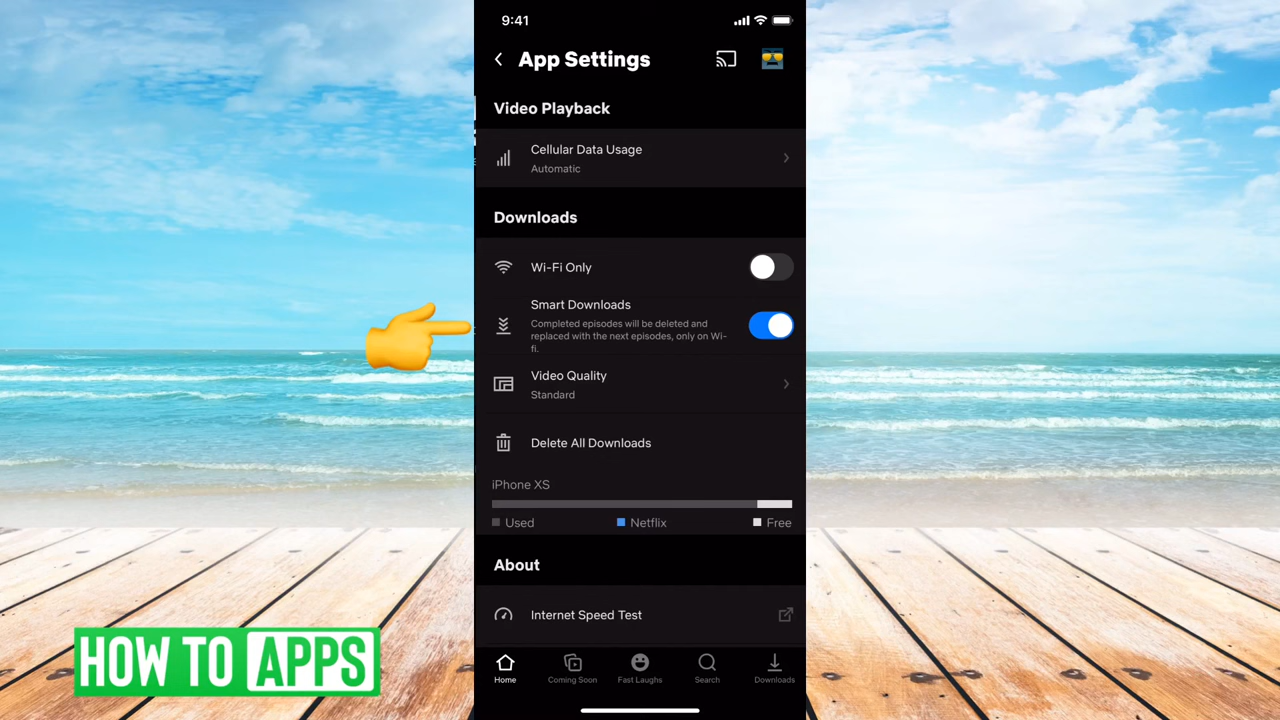 9:41
App Settings
Video Playback
Cellular Data Usage
Automatic
Downloads
Wi-Fi Only
Smart Downloads
Completed episodes will be deleted and
replaced with the next episodes, only on Wi-
fi.
Video Quality
Standard
Delete All Downloads
iPhone XS
Used Netflix Free
About
Internet Speed Test
Home Coming Soon Fast Laughs Search Downloads
HOW TO APPS